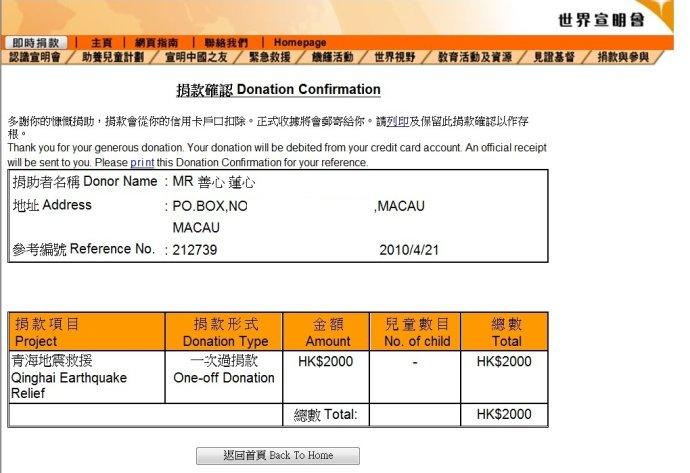 世界宣明會
即時捐款 | 主頁 | 網頁指南 | 聯絡我們 | Homepage
認識宣明會 / 助養兒童計劃 / 宣明中國之友 / 緊急救援 / 饑饉活動 / 世界視野 / 教育活動及資源 / 見證基督 / 捐款與參與
捐款確認 Donation Confirmation
多謝你的慷慨捐助，捐款會從你的信用卡戶口扣除。正式收據將會郵寄給你。請列印及保留此捐款確認以作存
根。
Thank you for your generous donation. Your donation will be debited from your credit card account. An official receipt
will be sent to you. Please print this Donation Confirmation for your reference.
捐助者名稱 Donor Name : MR 善心 蓮心
地址 Address : PO.BOX,NO ,MACAU
MACAU
參考編號 Reference No. : 212739 2010/4/21
捐款項目 捐款形式 金額 兒童數目 總數
Project Donation Type Amount No. of child Total
青海地震救援 一次過捐款 HK$2000 - HK$2000
Qinghai Earthquake One-off Donation
Relief
總數 Total: HK$2000
返回首頁 Back To Home